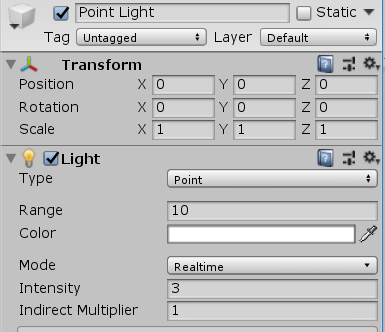 Point Light Static
Tag Untagged Layer Default
Transform
Position X 0 Y 0 Z 0
Rotation X 0 Y 0 Z 0
Scale X 1 Y 1 Z 1
Light
Type Point
Range 10
Color
Mode Realtime
Intensity 3
Indirect Multiplier 1